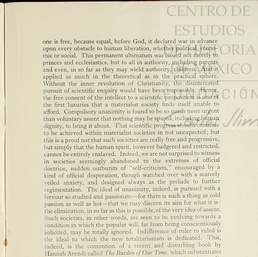 CENTRO DE
ESTUDIOS
one is free, because equal, before God, it declared war in advance
upon every obstacle to human liberation, whether political,
mic or social. This permanent ultimatum was issued not merely to
princes and ecclesiastics, but to all in authority, including parents
and even, in so far as they may wield authority, children. And it
applied as much in the theoretical as in the practical sphere.
Without the inner revolution of Christianity, the disinterested
pursuit of scientific enquiry would have been impossible. Hence,
the free consent of the intellect to a scientific proposition is also
the first luxury that a materialist society finds itself unable to
afford. Compulsory unanimity is found to be so much more urgent
than voluntary assent that nothing may be spared, including human
dignity, to bring it about. That scientific progress continues
to be achieved within materialist societies is not unexpected; but
this is a proof not that such societies are really free and progressive,
but simply that the human spirit, however badgered and restricted,
cannot be entirely enslaved. Indeed, we are not surprised to witness
in societies seemingly abandoned to the extremes of official
doctrine, sudden outbursts of "self-criticism," encouraged by a
kind of official desperation, though watched over with a scarcely
veiled anxiety, and designed always as the prelude to further
regimentation. The ideal of unanimity, indeed, is pursued with a
fervour so studied and passionate—for there is such a thing as cold
passion as well as hot—that we may discern its aim for what it is:
the elimination, in so far as this is possible, of the very idea of assent.
Such societies, in other words, are seen to be evolving towards a
condition in which the popular will, far from being conscientiously
solicited, may be totally ignored. Indifference of ruler to ruled is
the ideal to which the new totalitarianism is dedicated. This,
indeed, is the contention of a recent and disturbing book by
Hannah Arendt called The Burden of Our Time, which substantiates